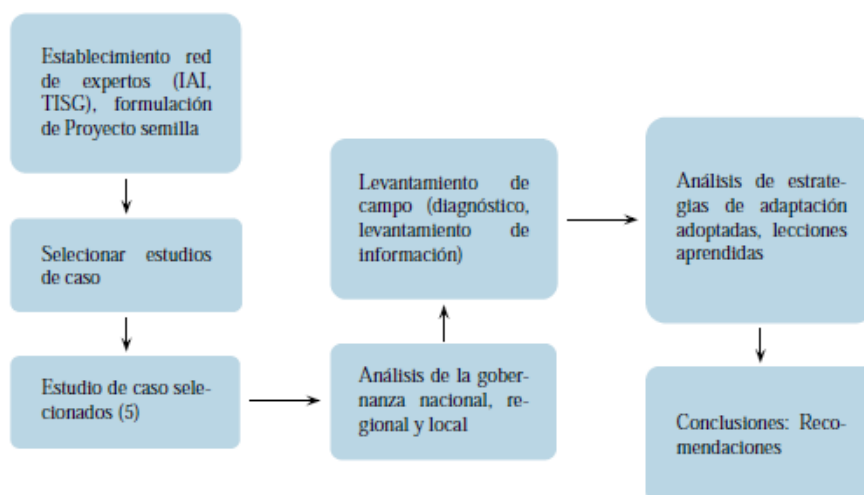 Establecimiento red
de expertos (IAI,
TISG), formulación
de Proyecto semilla
Selecionar estudios
de caso
Estudio de caso sele-
cionados (5)
Análisis de la gober-
nanza nacional, re-
gional y local
Levantamiento de
campo (diagnóstico,
levantamiento de
información)
Análisis de estrate-
gias de adaptación
adoptadas, lecciones
aprendidas
Conclusiones: Reco-
mendaciones